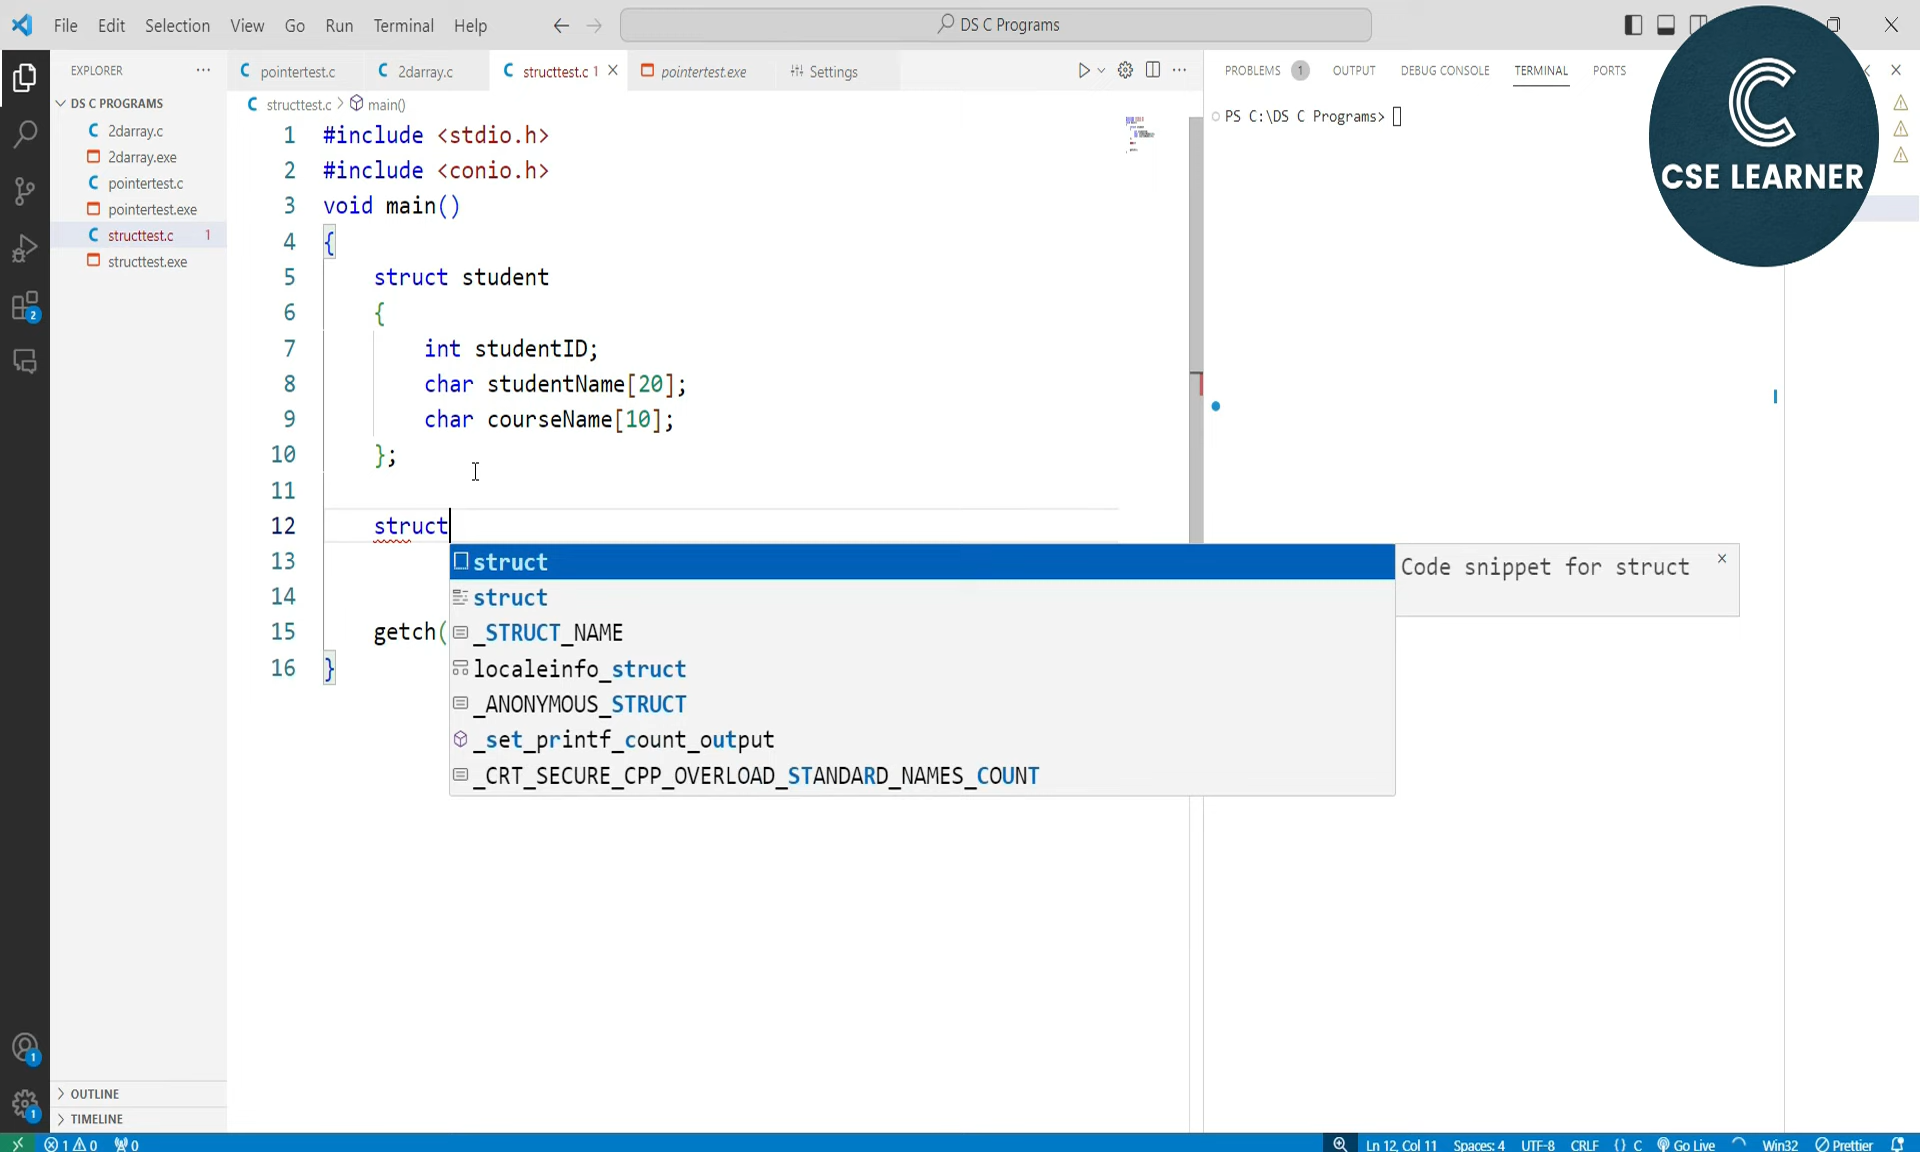 File Edit Selection View Go Run Terminal Help
DS C Programs
EXPLORER
DS C PROGRAMS
2darray.c
2darray.exe
pointertest.c
pointertest.exe
structtest.c 1
structtest.exe
OUTLINE
TIMELINE
pointertest.c 2darray.c structtest.c 1 pointertest.exe Settings
structtest.c > main()
1 #include <stdio.h>
2 #include <conio.h>
3 void main()
4 {
5 struct student
6 {
7 int studentID;
8 char studentName[20];
9 char courseName[10];
10 };
11
12 struct
13
14
15 getch(
16 }
struct
struct
_STRUCT_NAME
localeinfo_struct
_ANONYMOUS_STRUCT
_set_printf_count_output
_CRT_SECURE_CPP_OVERLOAD_STANDARD_NAMES_COUNT
Code snippet for struct
PROBLEMS 1 OUTPUT DEBUG CONSOLE TERMINAL PORTS
PS C:\DS C Programs>
C
CSE LEARNER
2
1
1
1 0 0 Ln 12, Col 11 Spaces: 4 UTF-8 CRLF {} C Go Live Win32 Prettier